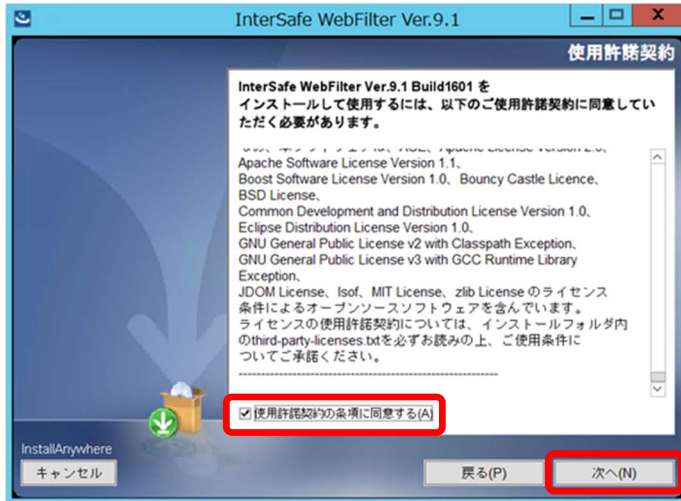 InterSafe WebFilter Ver.9.1
使用許諾契約
InterSafe WebFilter Ver.9.1 Build1601 を
インストールして使用するには、以下のご使用許諾契約に同意してい
ただく必要があります。
Apache Software License Version 1.1、
Boost Software License Version 1.0、Bouncy Castle Licence、
BSD License、
Common Development and Distribution License Version 1.0、
Eclipse Distribution License Version 1.0、
GNU General Public License v2 with Classpath Exception、
GNU General Public License v3 with GCC Runtime Library
Exception、
JDOM License、lsof、MIT License、zlib License のライセンス
条件によるオープンソースソフトウェアを含んでいます。
ライセンスの使用許諾契約については、インストールフォルダ内
のthird-party-licenses.txtを必ずお読みの上、ご使用条件に
ついてご承諾ください。
--------------------------------------------------------
使用許諾契約の条項に同意する(A)
InstallAnywhere
キャンセル
戻る(P)
次へ(N)